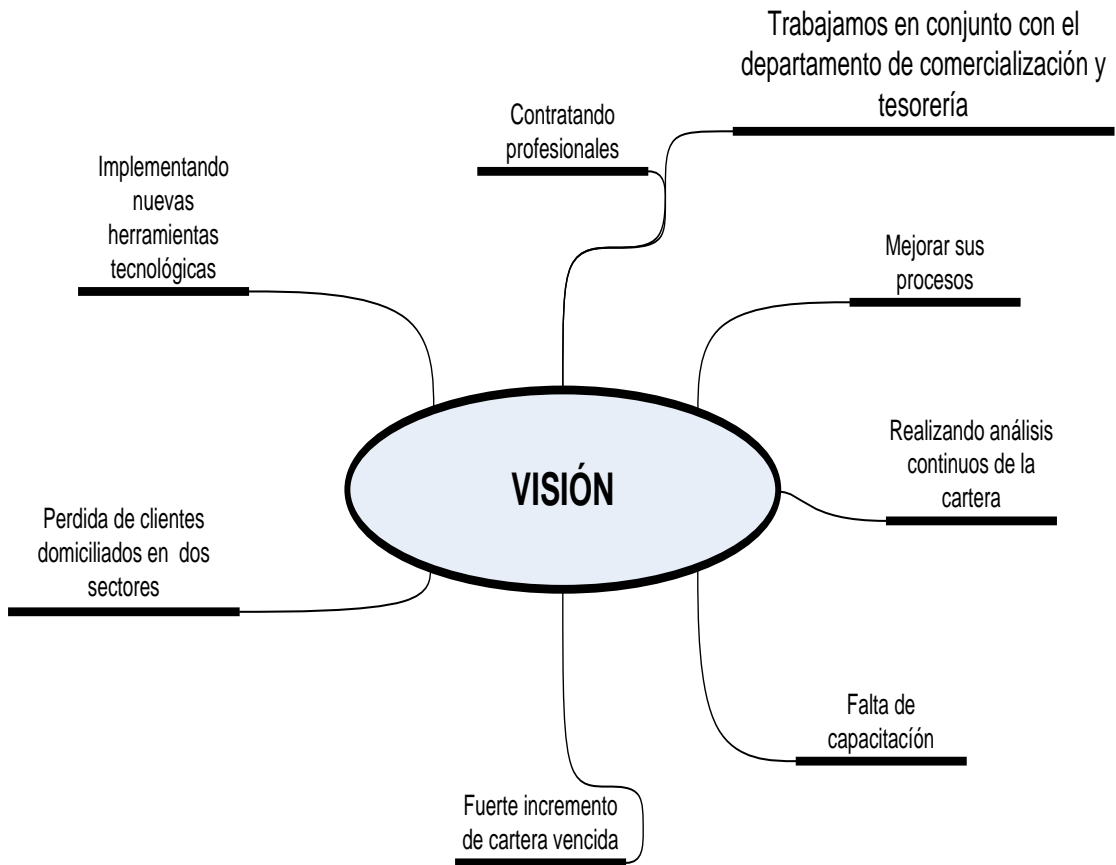 Trabajamos en conjunto con el
departamento de comercialización y
tesorería
Contratando
profesionales
Implementando
nuevas
herramientas
tecnológicas
Mejorar sus
procesos
VISIÓN
Realizando análisis
continuos de la
cartera
Perdida de clientes
domiciliados en dos
sectores
Falta de
capacitación
Fuerte incremento
de cartera vencida